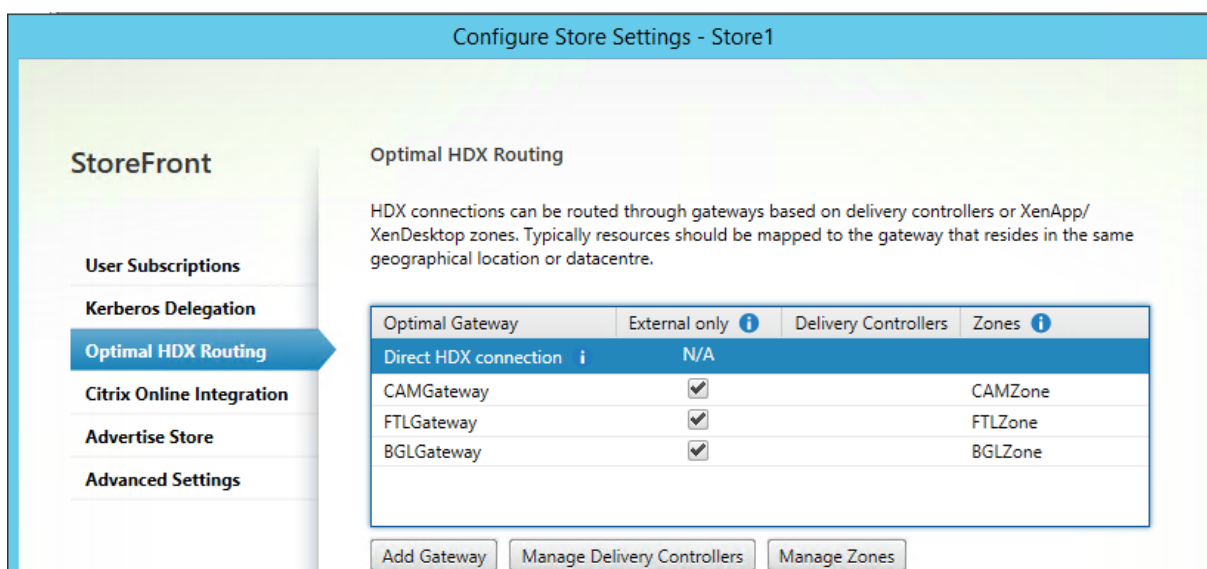 Configure Store Settings - Store1
StoreFront
User Subscriptions
Kerberos Delegation
Optimal HDX Routing
Citrix Online Integration
Advertise Store
Advanced Settings
Optimal HDX Routing
HDX connections can be routed through gateways based on delivery controllers or XenApp/
XenDesktop zones. Typically resources should be mapped to the gateway that resides in the same
geographical location or datacentre.
Optimal Gateway External only i Delivery Controllers Zones i
Direct HDX connection i N/A
CAMGateway CAMZone
FTLGateway FTLZone
BGLGateway BGLZone
Add Gateway Manage Delivery Controllers Manage Zones